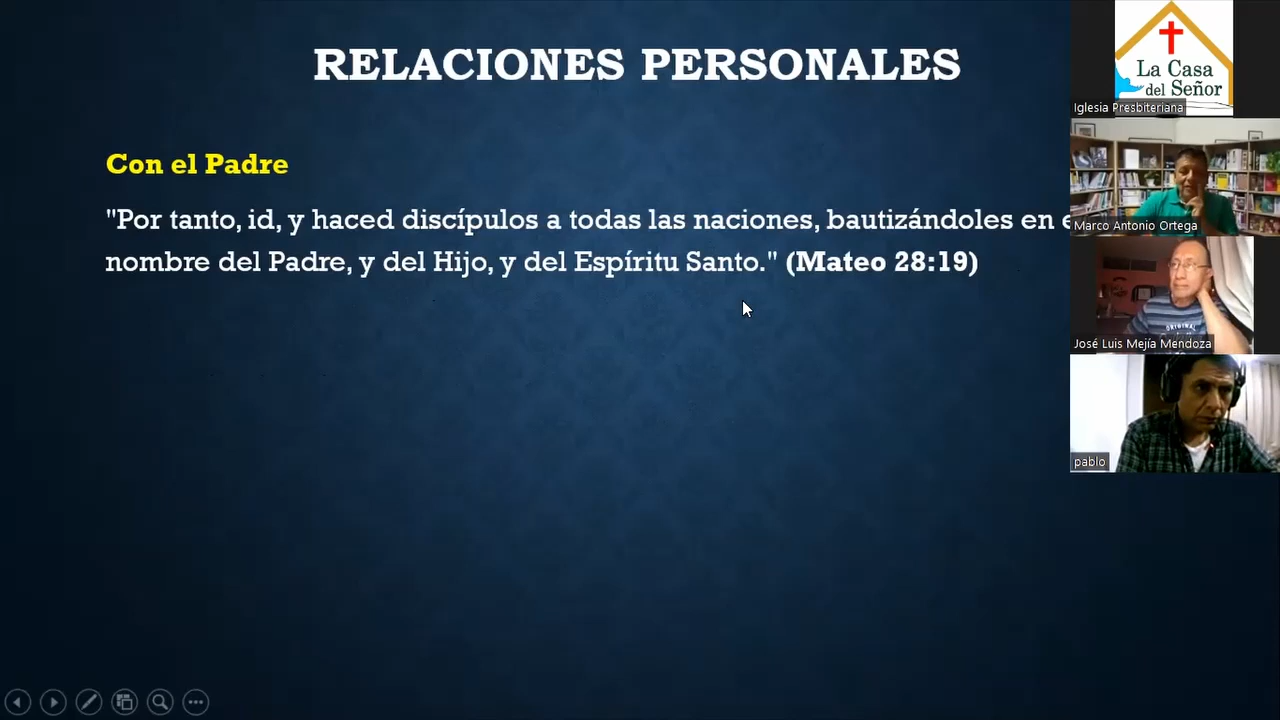 RELACIONES PERSONALES
Con el Padre
"Por tanto, id, y haced discípulos a todas las naciones, bautizándoles en
nombre del Padre, y del Hijo, y del Espíritu Santo." (Mateo 28:19)
La Casa
del Señor
Iglesia Presbiteriana
Marco Antonio Ortega
ORIGINAL
José Luis Mejía Mendoza
pablo